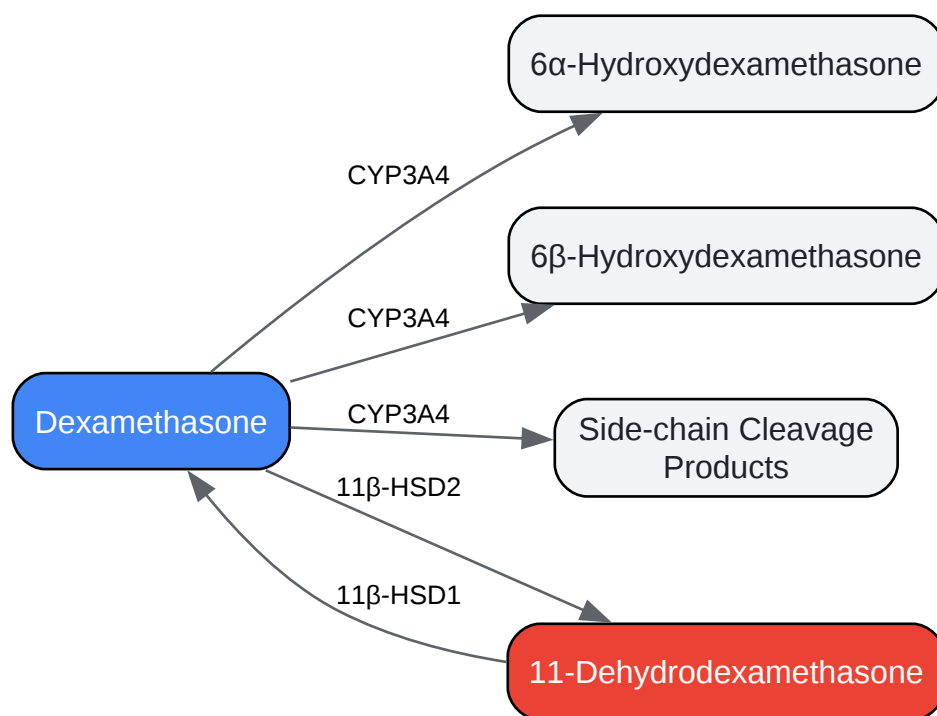 6α-Hydroxydexamethasone
CYP3A4
6β-Hydroxydexamethasone
CYP3A4
Dexamethasone
CYP3A4
Side-chain Cleavage
Products
11β-HSD2
11β-HSD1
11-Dehydrodexamethasone